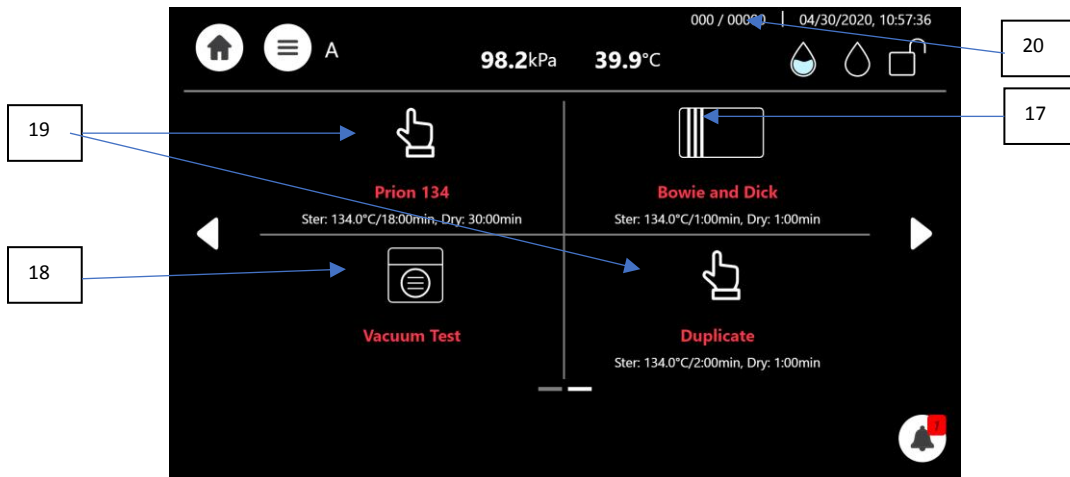 000 / 00000 | 04/30/2020, 10:57:36
20
A
98.2kPa 39.9°C
19
17
Prion 134
Ster: 134.0°C/18:00min, Dry: 30:00min
Bowie and Dick
Ster: 134.0°C/1:00min, Dry: 1:00min
18
Vacuum Test
Duplicate
Ster: 134.0°C/2:00min, Dry: 1:00min